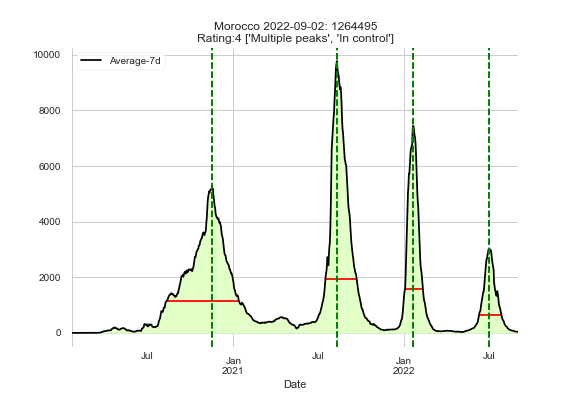 Morocco 2022-09-02: 1264495
Rating:4 ['Multiple peaks', 'In control']
Average-7d
10000
8000
6000
4000
2000
0
Jul
Jan
2021
Jul
Jan
2022
Jul
Date